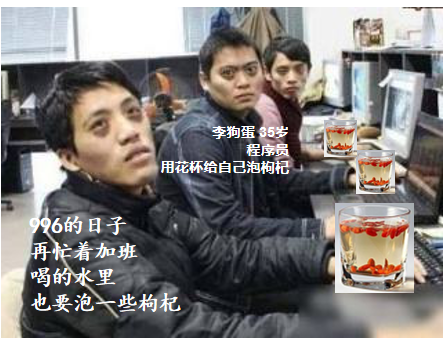 李狗蛋 35岁
程序员
用花杯给自己泡枸杞
996的日子
再忙着加班
喝的水里
也要泡一些枸杞